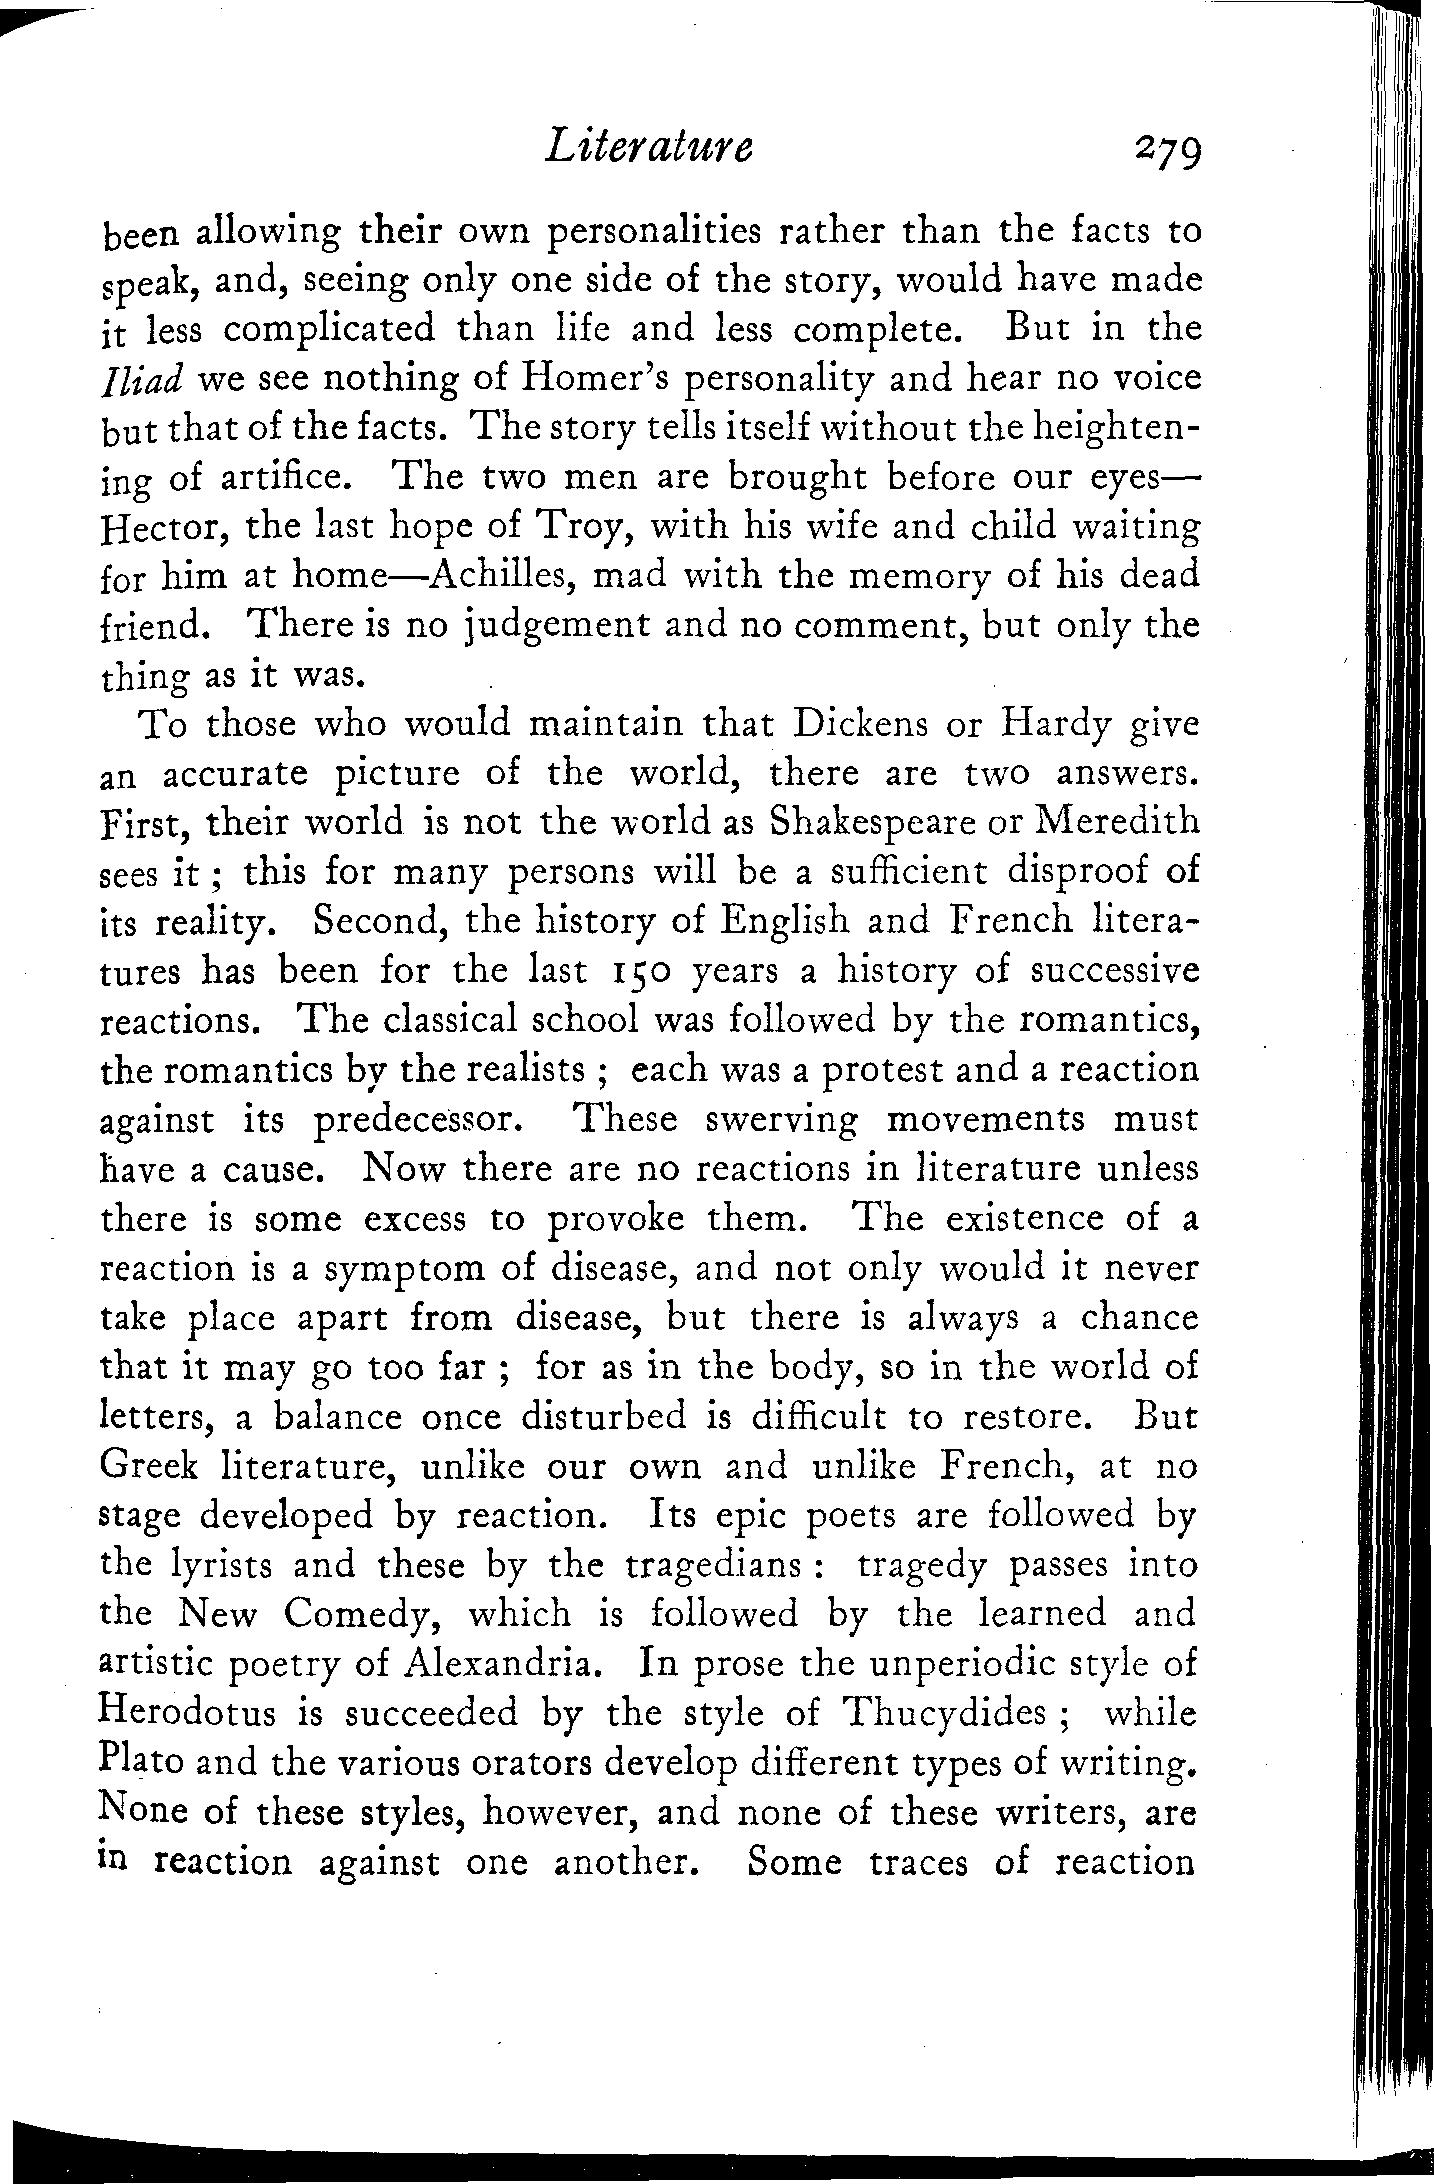 Literature 279
been allowing their own personalities rather than the facts to
speak, and, seeing only one side of the story, would have made
it less complicated than life and less complete. But in the
Iliad we see nothing of Homer's personality and hear no voice
but that of the facts. The story tells itself without the heighten-
ing of artifice. The two men are brought before our eyes—
Hector, the last hope of Troy, with his wife and child waiting
for him at home—Achilles, mad with the memory of his dead
friend. There is no judgement and no comment, but only the
thing as it was.
To those who would maintain that Dickens or Hardy give
an accurate picture of the world, there are two answers.
First, their world is not the world as Shakespeare or Meredith
sees it ; this for many persons will be a sufficient disproof of
its reality. Second, the history of English and French litera-
tures has been for the last 150 years a history of successive
reactions. The classical school was followed by the romantics,
the romantics by the realists ; each was a protest and a reaction
against its predecessor. These swerving movements must
have a cause. Now there are no reactions in literature unless
there is some excess to provoke them. The existence of a
reaction is a symptom of disease, and not only would it never
take place apart from disease, but there is always a chance
that it may go too far ; for as in the body, so in the world of
letters, a balance once disturbed is difficult to restore. But
Greek literature, unlike our own and unlike French, at no
stage developed by reaction. Its epic poets are followed by
the lyrists and these by the tragedians : tragedy passes into
the New Comedy, which is followed by the learned and
artistic poetry of Alexandria. In prose the unperiodic style of
Herodotus is succeeded by the style of Thucydides ; while
Plato and the various orators develop different types of writing.
None of these styles, however, and none of these writers, are
in reaction against one another. Some traces of reaction